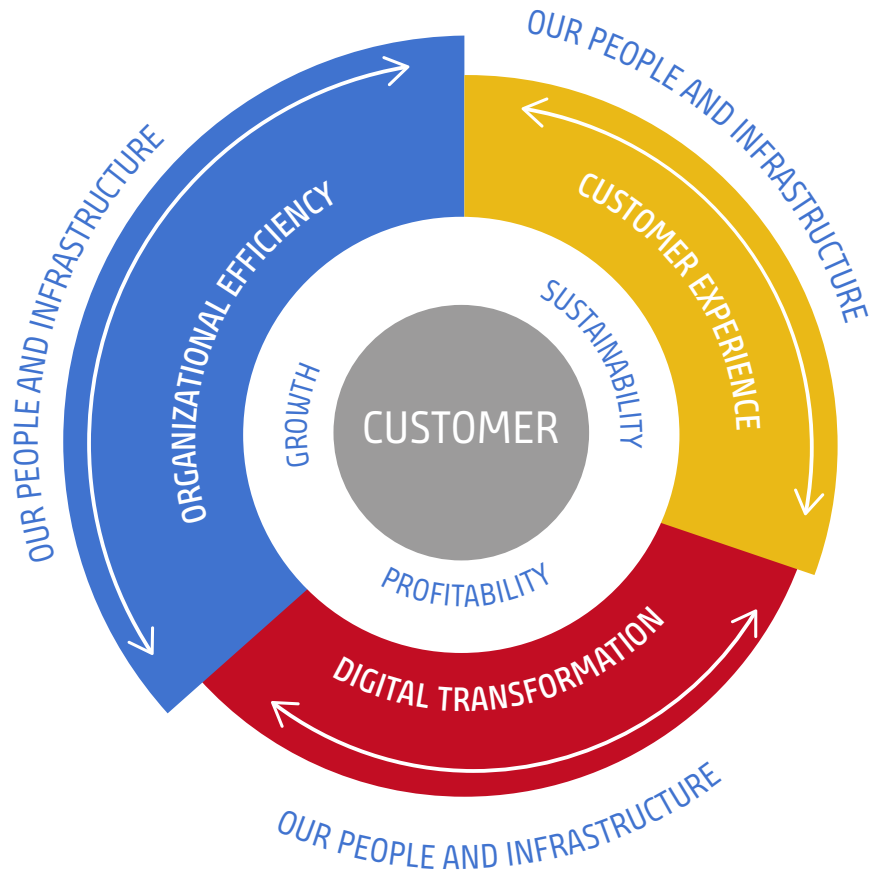 OUR PEOPLE AND INFRASTRUCTURE
OUR PEOPLE AND INFRASTRUCTURE
ORGANIZATIONAL EFFICIENCY
CUSTOMER EXPERIENCE
SUSTAINABILITY
GROWTH
CUSTOMER
PROFITABILITY
DIGITAL TRANSFORMATION
OUR PEOPLE AND INFRASTRUCTURE